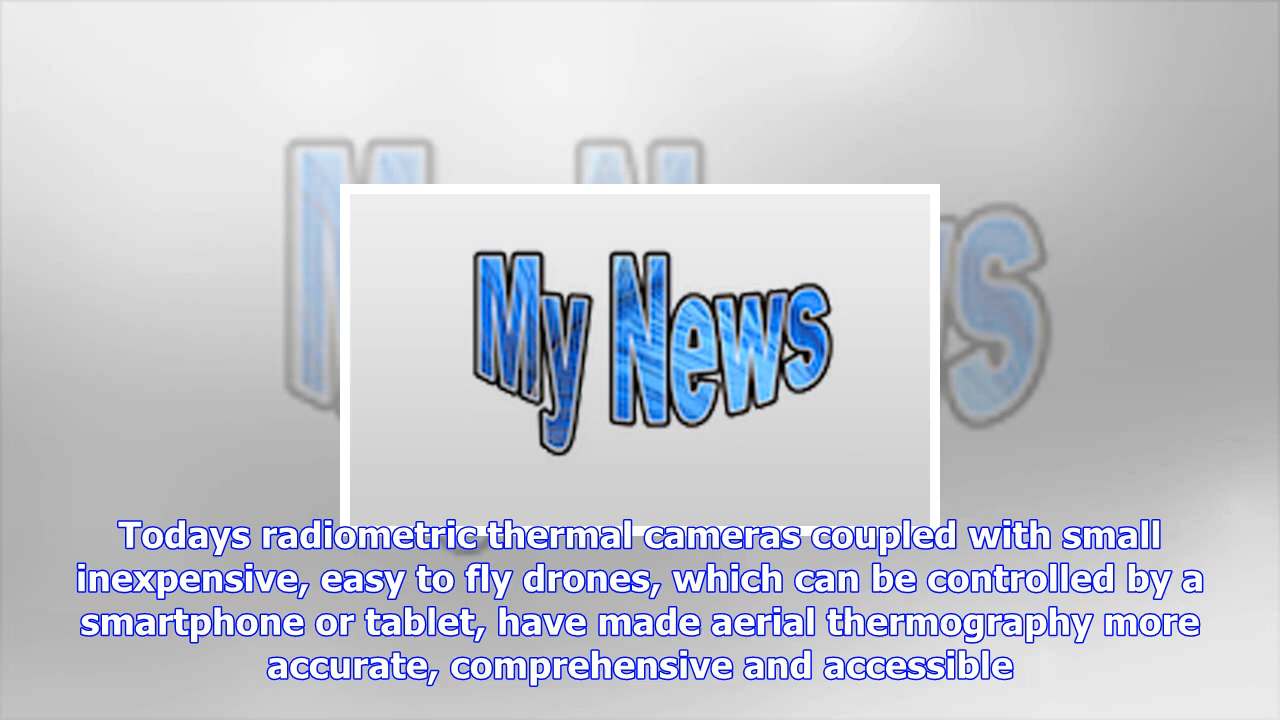 My News
Todays radiometric thermal cameras coupled with small
inexpensive, easy to fly drones, which can be controlled by a
smartphone or tablet, have made aerial thermography more
accurate, comprehensive and accessible